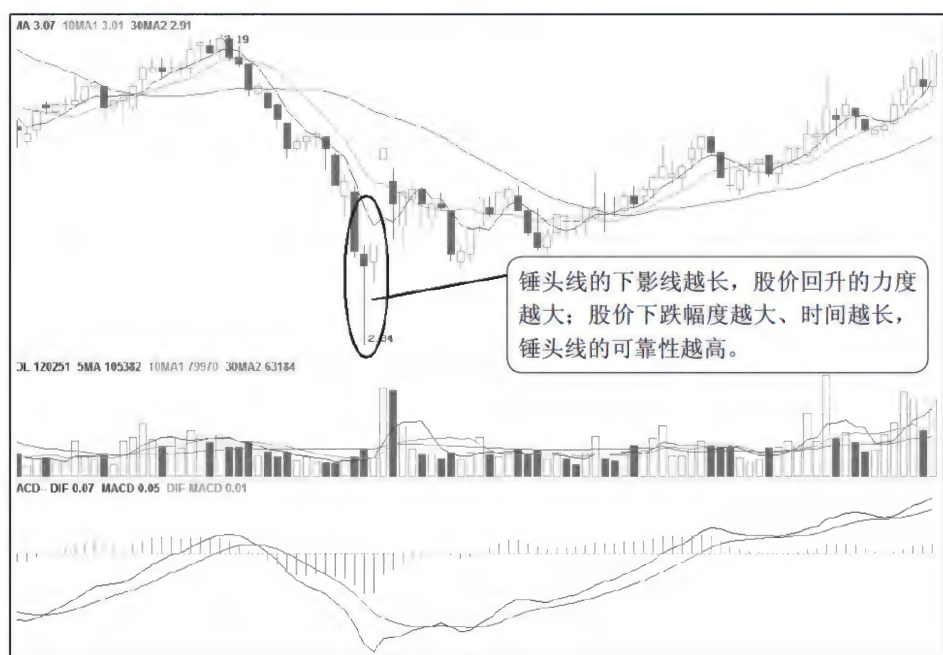 MA 3.07 10MA1 3.01 30MA2 2.91
3.19
锤头线的下影线越长，股价回升的力度
越大；股价下跌幅度越大、时间越长，
锤头线的可靠性越高。
OL 120251 5MA 105382 10MA1 79970 30MA2 63184
ACD-- DIF 0.07 MACD 0.05 DIF-MACD 0.01